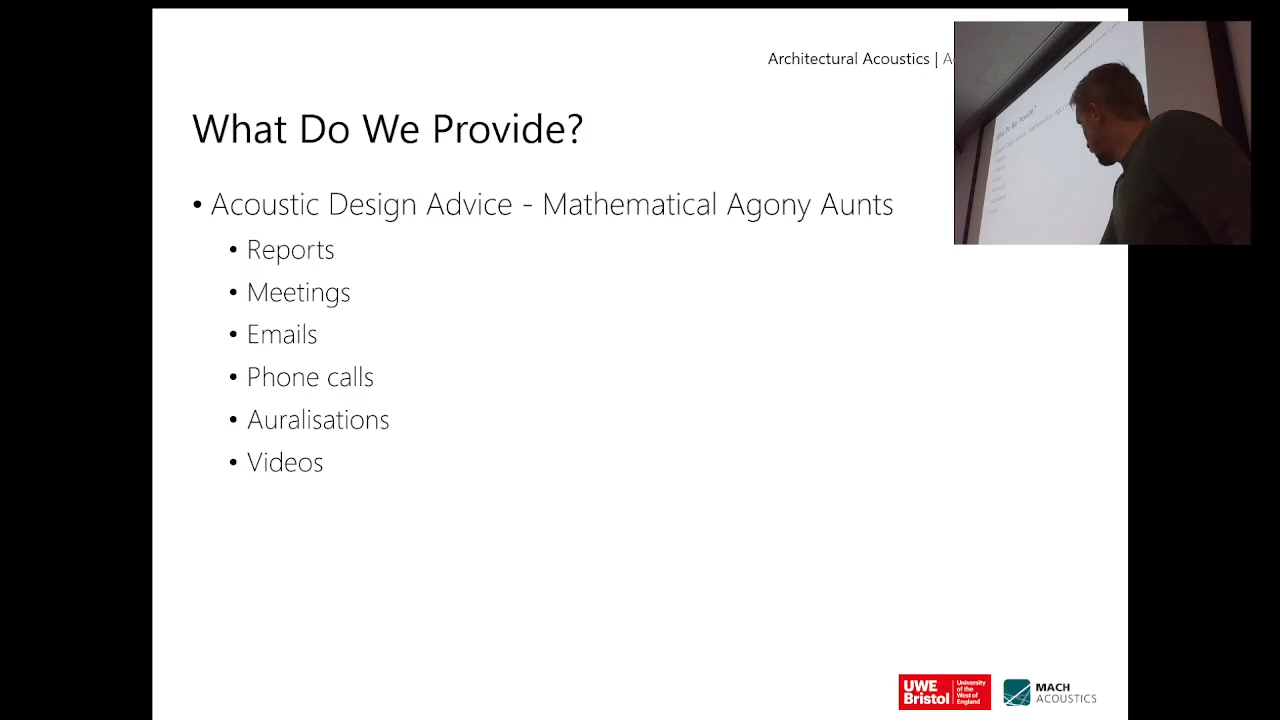 Architectural Acoustics | A
What Do We Provide?
• Acoustic Design Advice - Mathematical Agony Aunts
• Reports
• Meetings
• Emails
• Phone calls
• Auralisations
• Videos
UWE Bristol
University of the West of England
MACH ACOUSTICS